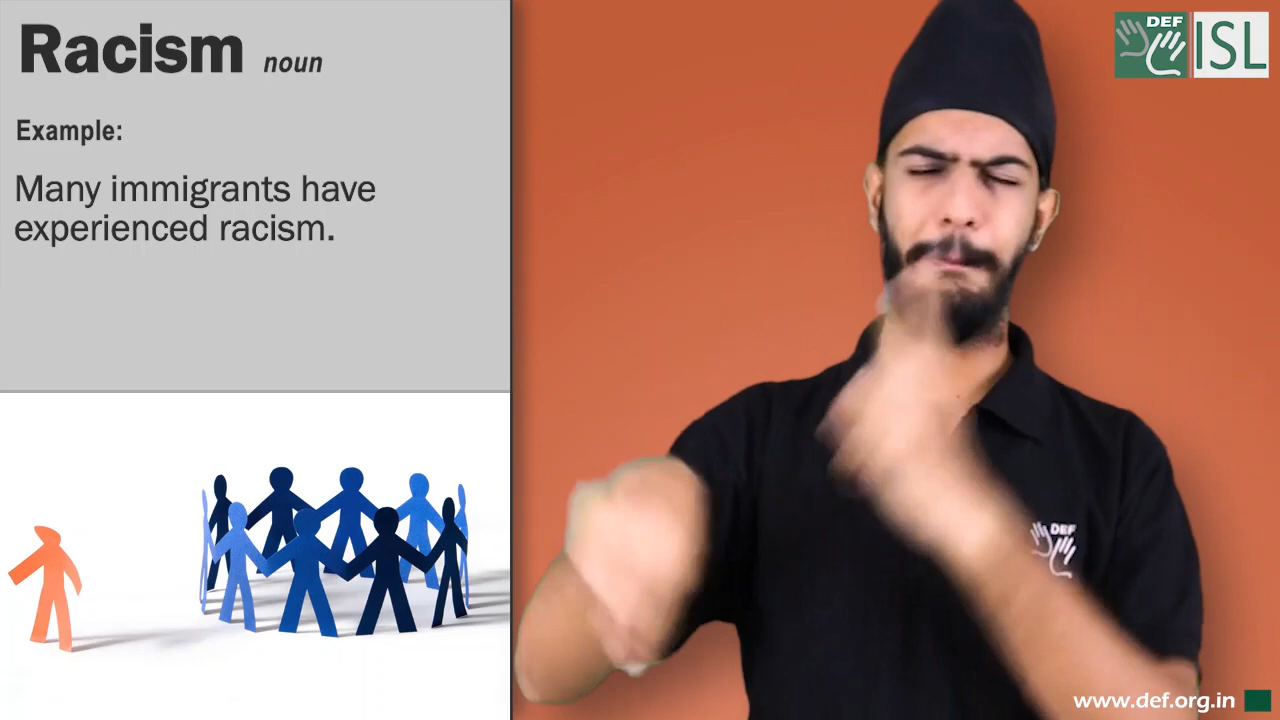 Racism noun
Example:
Many immigrants have
experienced racism.
DEF
ISL
DEF
www.def.org.in